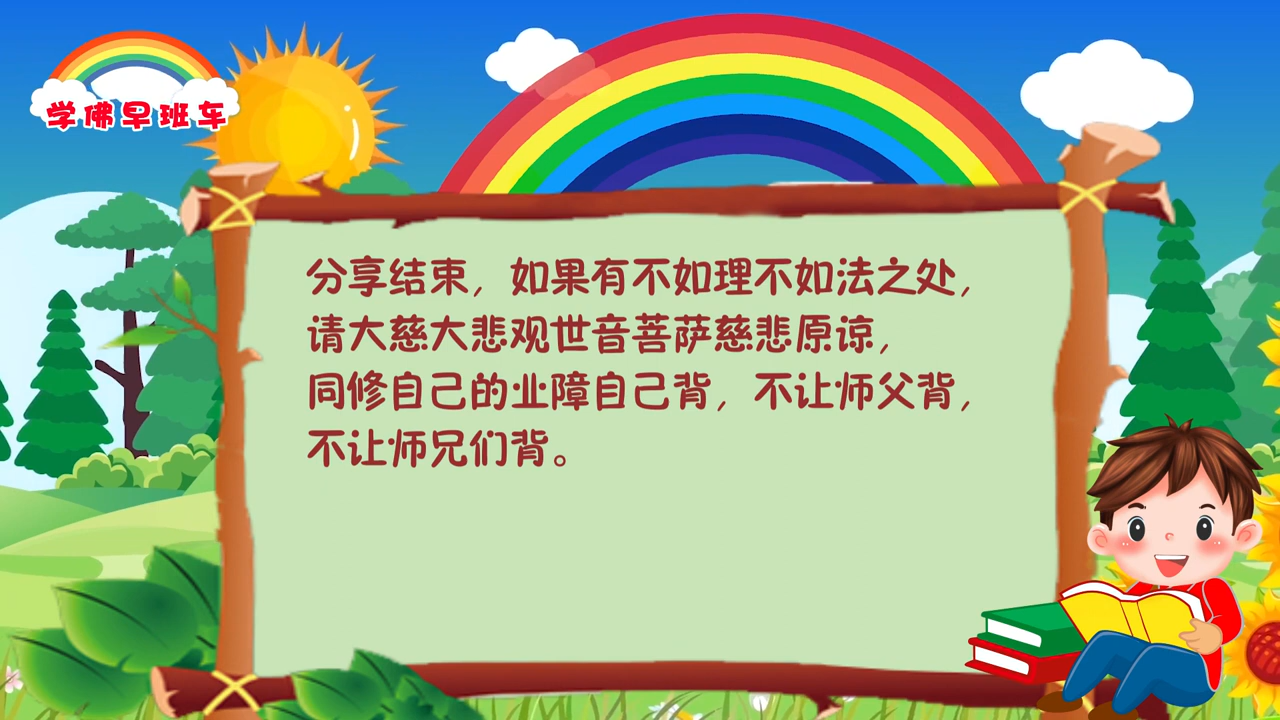 学佛早班车
分享结束，如果有不如理不如法之处，
请大慈大悲观世音菩萨慈悲原谅，
同修自己的业障自己背，不让师父背，
不让师兄们背。